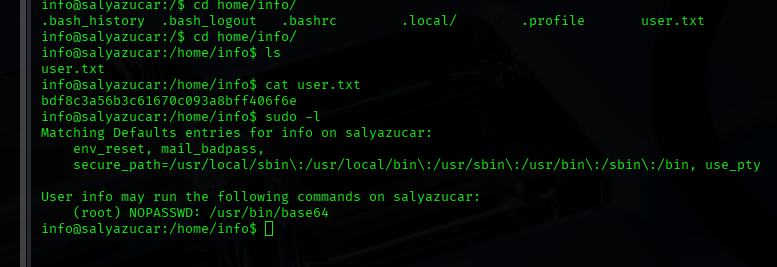 info@salyazucar:/$ cd home/info/
.bash_history  .bash_logout   .bashrc        .local/        .profile       user.txt
info@salyazucar:/$ cd home/info/
info@salyazucar:/home/info$ ls
user.txt
info@salyazucar:/home/info$ cat user.txt
bdf8c3a56b3c61670c093a8bff406f6e
info@salyazucar:/home/info$ sudo -l
Matching Defaults entries for info on salyazucar:
    env_reset, mail_badpass,
    secure_path=/usr/local/sbin\:/usr/local/bin\:/usr/sbin\:/usr/bin\:/sbin\:/bin, use_pty

User info may run the following commands on salyazucar:
    (root) NOPASSWD: /usr/bin/base64
info@salyazucar:/home/info$